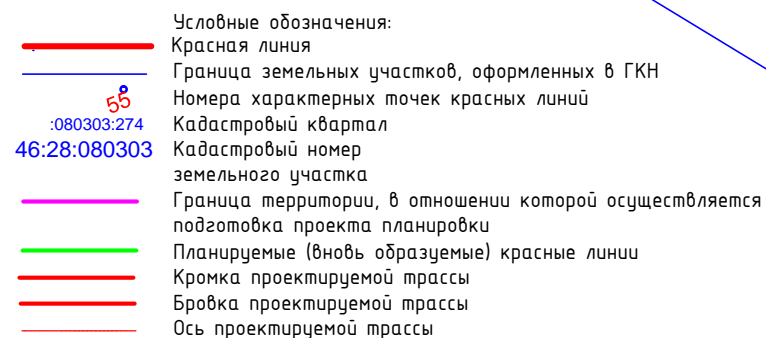 Условные обозначения:
Красная линия
Граница земельных участков, оформленных в ГКН
55 Номера характерных точек красных линий
:080303:274 Кадастровый квартал
46:28:080303 Кадастровый номер
земельного участка
Граница территории, в отношении которой осуществляется
подготовка проекта планировки
Планируемые (вновь образуемые) красные линии
Кромка проектируемой трассы
Бровка проектируемой трассы
Ось проектируемой трассы